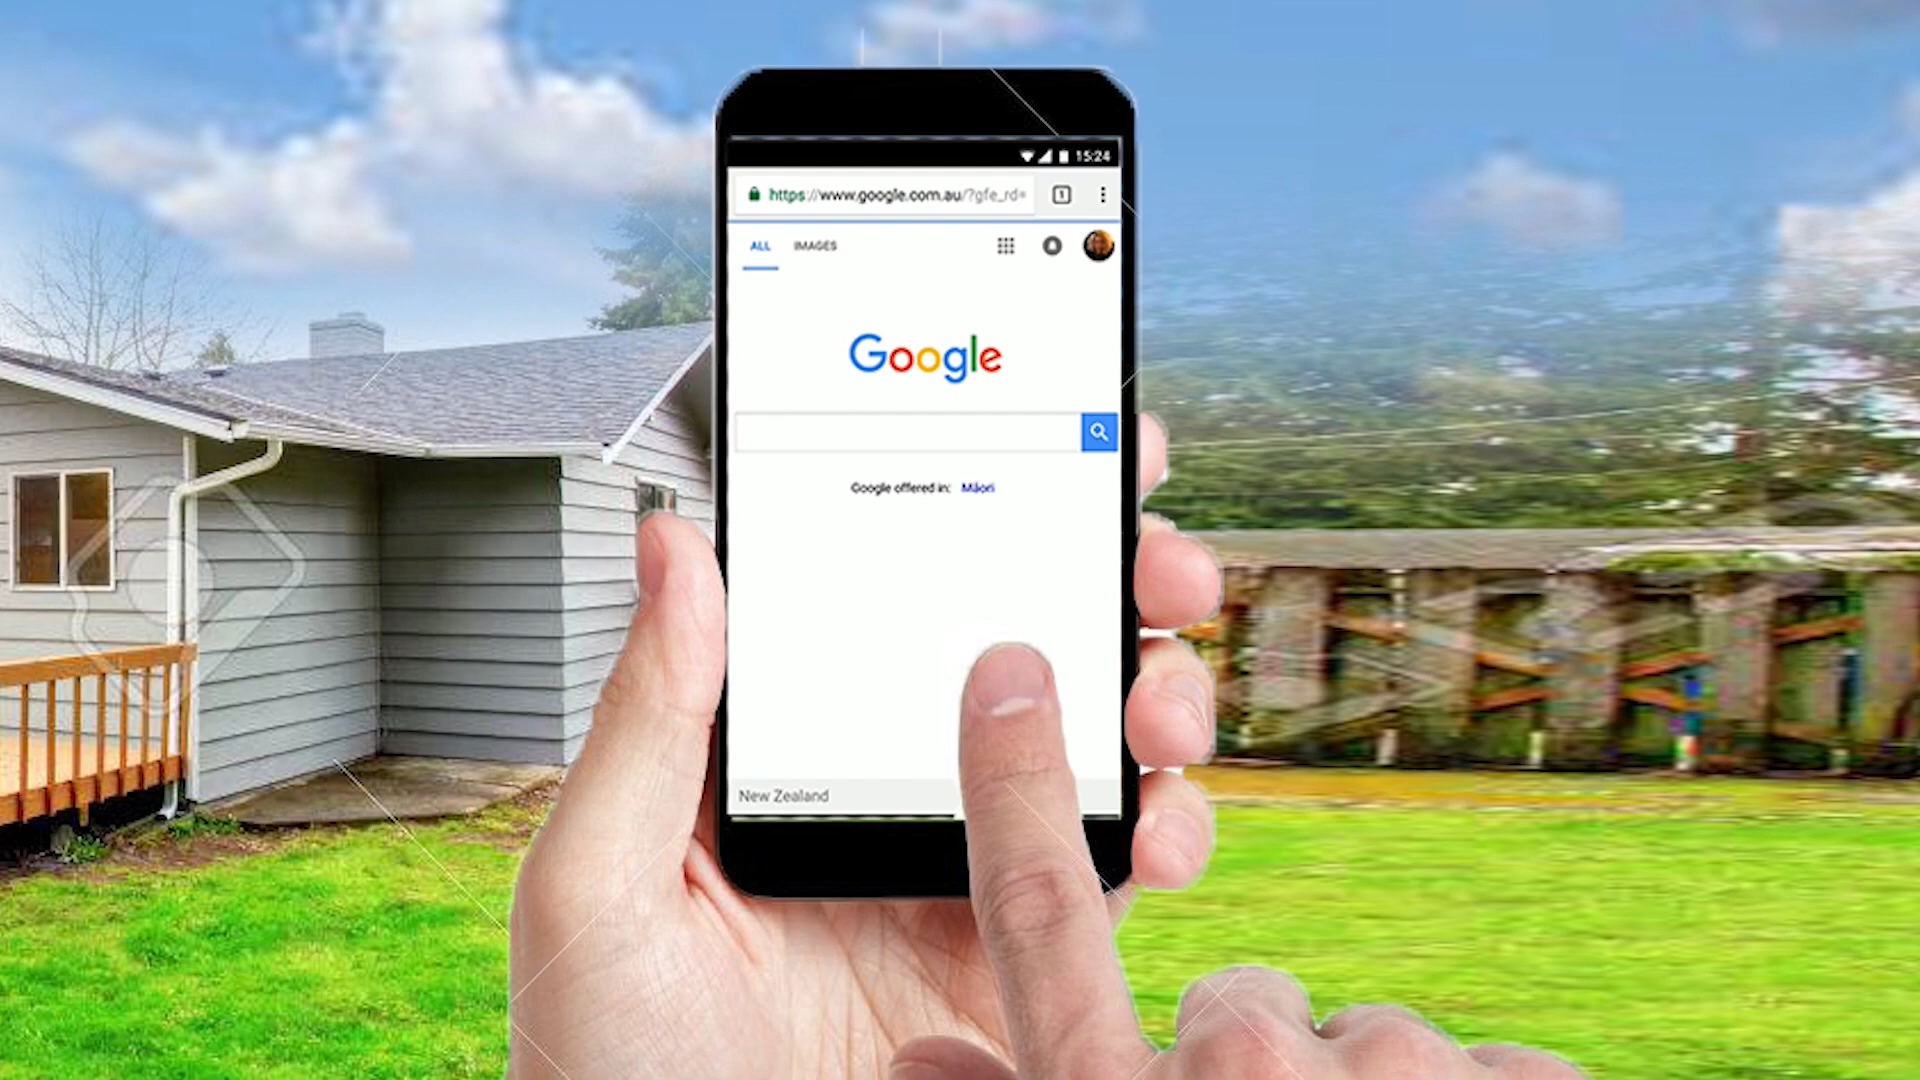 15:24
https://www.google.com.au/?gfe_rd=
1
ALL IMAGES
Google
Google offered in: Māori
New Zealand